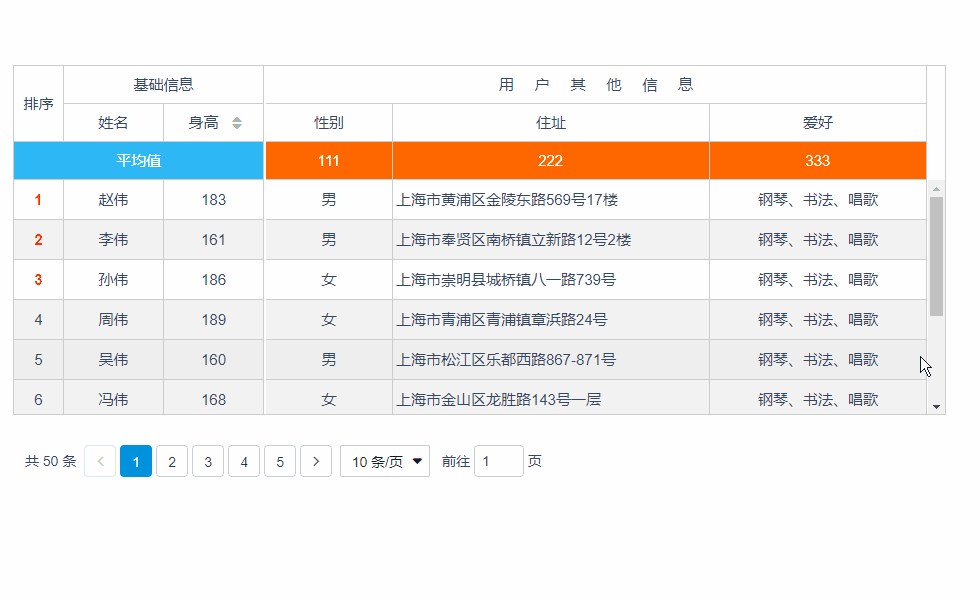 排序 基础信息 用 户 其 他 信 息
姓名 身高 性别 住址 爱好
平均值 111 222 333
1 赵伟 183 男 上海市黄浦区金陵东路569号17楼 钢琴、书法、唱歌
2 李伟 161 男 上海市奉贤区南桥镇立新路12号2楼 钢琴、书法、唱歌
3 孙伟 186 女 上海市崇明县城桥镇八一路739号 钢琴、书法、唱歌
4 周伟 189 女 上海市青浦区青浦镇章浜路24号 钢琴、书法、唱歌
5 吴伟 160 男 上海市松江区乐都西路867-871号 钢琴、书法、唱歌
6 冯伟 168 女 上海市金山区龙胜路143号一层 钢琴、书法、唱歌
共 50 条 1 2 3 4 5 10 条/页 前往 1 页